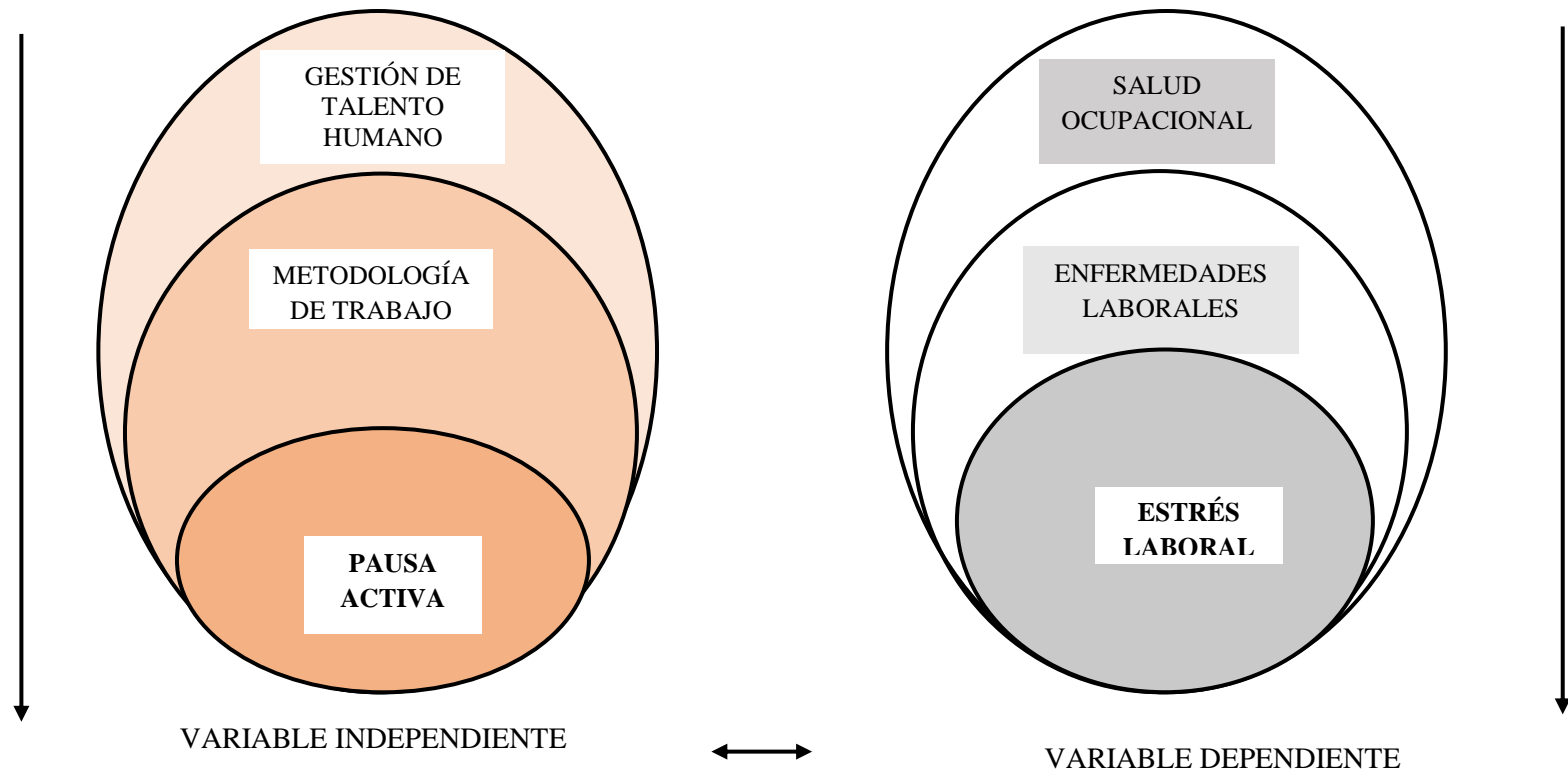 GESTIÓN DE
TALENTO
HUMANO
METODOLOGÍA
DE TRABAJO
PAUSA
ACTIVA
VARIABLE INDEPENDIENTE
SALUD
OCUPACIONAL
ENFERMEDADES
LABORALES
ESTRÉS
LABORAL
VARIABLE DEPENDIENTE